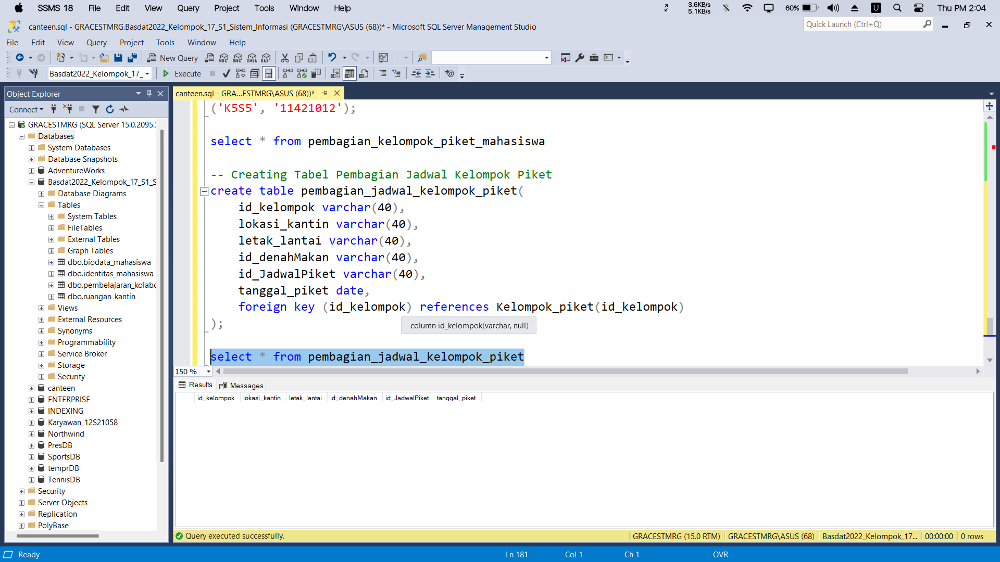 SSMS 18 File Edit View Query Project Tools Window Help 3.6KB/s 5.1KB/s 60% U Thu PM 2:04
canteen.sql - GRACESTMRG.Basdat2022_Kelompok_17_S1_Sistem_Informasi (GRACESTMRG\ASUS (68))* - Microsoft SQL Server Management Studio
Quick Launch (Ctrl+Q)
File Edit View Query Project Tools Window Help
New Query MDX DMX XMLA DAX
Basdat2022_Kelompok_17_ Execute
Object Explorer
Connect
GRACESTMRG (SQL Server 15.0.2095.3
Databases
System Databases
Database Snapshots
AdventureWorks
Basdat2022_Kelompok_17_S1_S
Database Diagrams
Tables
System Tables
FileTables
External Tables
Graph Tables
dbo.biodata_mahasiswa
dbo.identitas_mahasiswa
dbo.pembelajaran_kolabo
dbo.ruangan_kantin
Views
External Resources
Synonyms
Programmability
Service Broker
Storage
Security
canteen
ENTERPRISE
INDEXING
Karyawan_12S21058
Northwind
PresDB
SportsDB
temprDB
TennisDB
Security
Server Objects
Replication
PolyBase
canteen.sql - GRA...ESTMRG\ASUS (68))*
('K5S5', '11421012');
select * from pembagian_kelompok_piket_mahasiswa
-- Creating Tabel Pembagian Jadwal Kelompok Piket
create table pembagian_jadwal_kelompok_piket(
id_kelompok varchar(40),
lokasi_kantin varchar(40),
letak_lantai varchar(40),
id_denahMakan varchar(40),
id_JadwalPiket varchar(40),
tanggal_piket date,
foreign key (id_kelompok) references Kelompok_piket(id_kelompok)
);
column id_kelompok(varchar, null)
select * from pembagian_jadwal_kelompok_piket
150 %
Results Messages
id_kelompok lokasi_kantin letak_lantai id_denahMakan id_JadwalPiket tanggal_piket
Query executed successfully. GRACESTMRG (15.0 RTM) GRACESTMRG\ASUS (68) Basdat2022_Kelompok_17... 00:00:00 0 rows
Ready Ln 181 Col 1 Ch 1 OVR